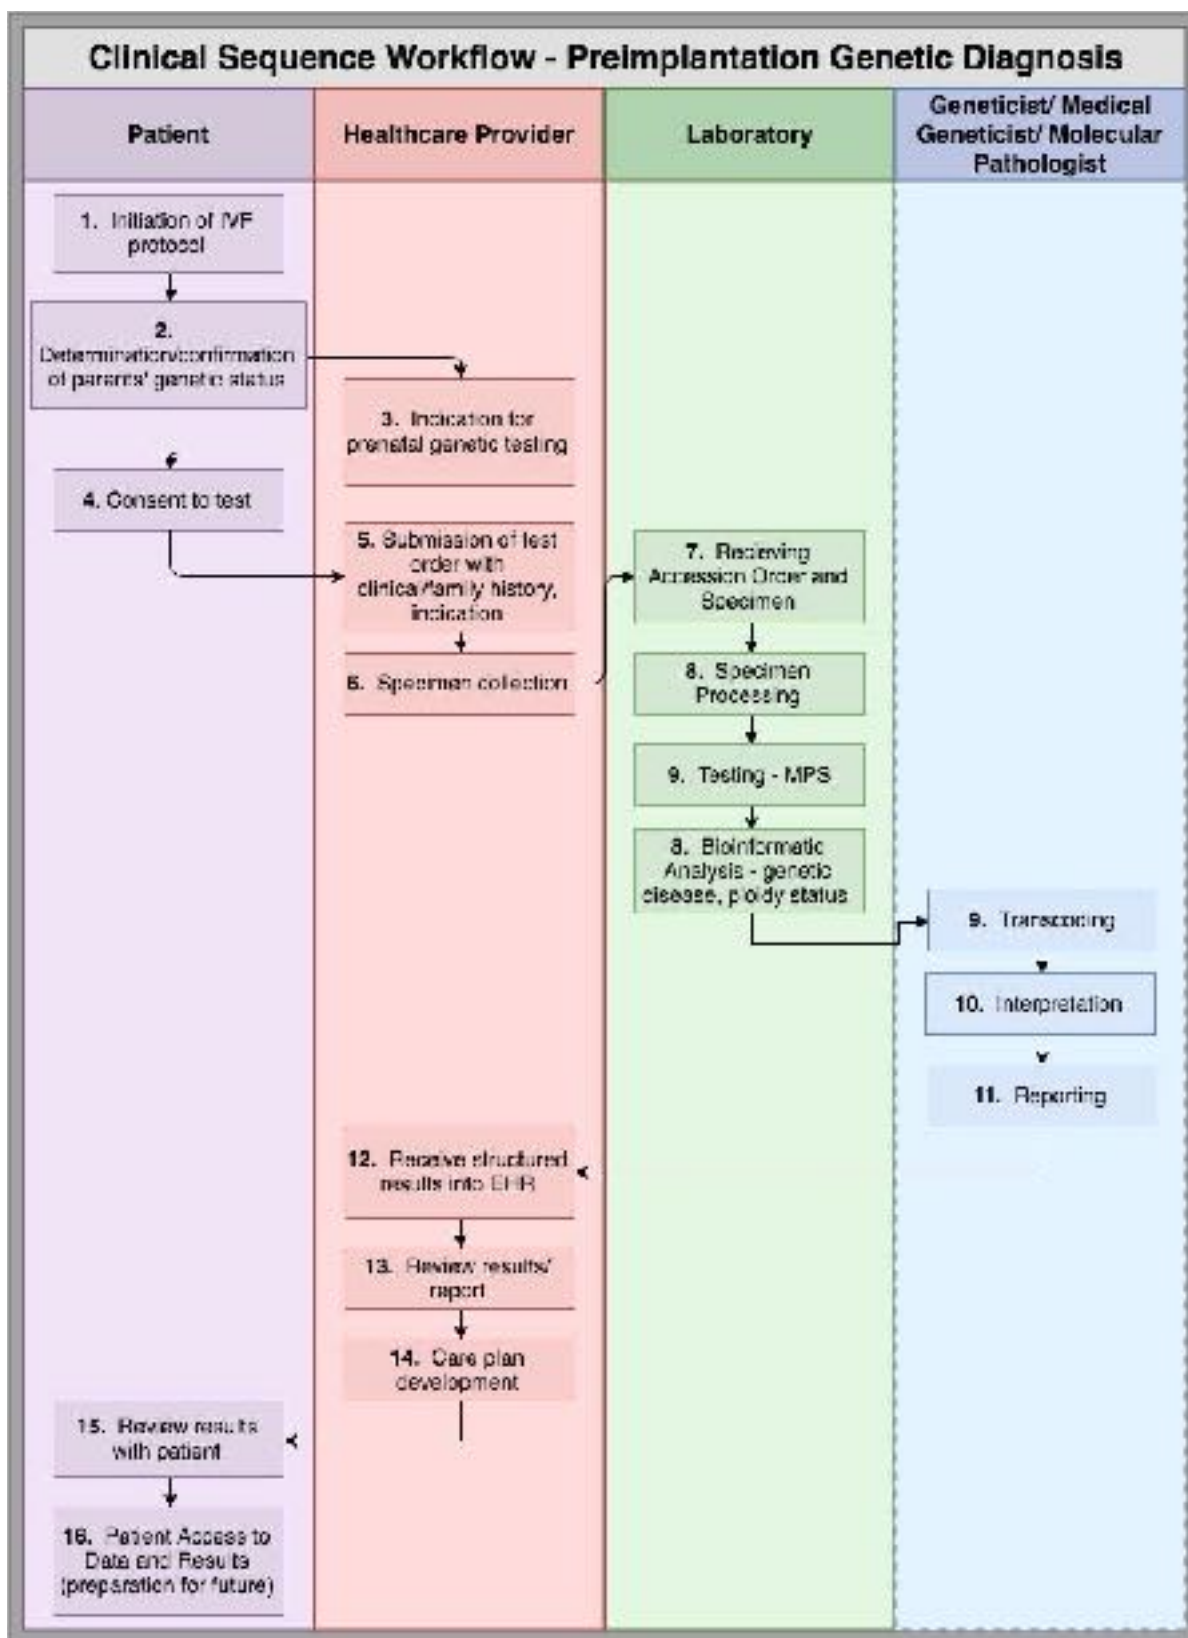 Clinical Sequence Workflow - Preimplantation Genetic Diagnosis
Patient
Healthcare Provider
Laboratory
Geneticist/ Medical
Geneticist/ Molecular
Pathologist
1. Initiation of IVF
protocol
2.
Determination/confirmation
of parents' genetic status
3. Indication for
prenatal genetic testing
4. Consent to test
5. Submission of test
order with
clinical/family history,
indication
6. Specimen collection
7. Recieving
Accession Order and
Specimen
8. Specimen
Processing
9. Testing - MPS
8. Bioinformatic
Analysis - genetic
disease, ploidy status
9. Transcoding
10. Interpretation
11. Reporting
12. Receive structured
results into EHR
13. Review results/
report
14. Care plan
development
15. Review results
with patient
16. Patient Access to
Data and Results
(preparation for future)